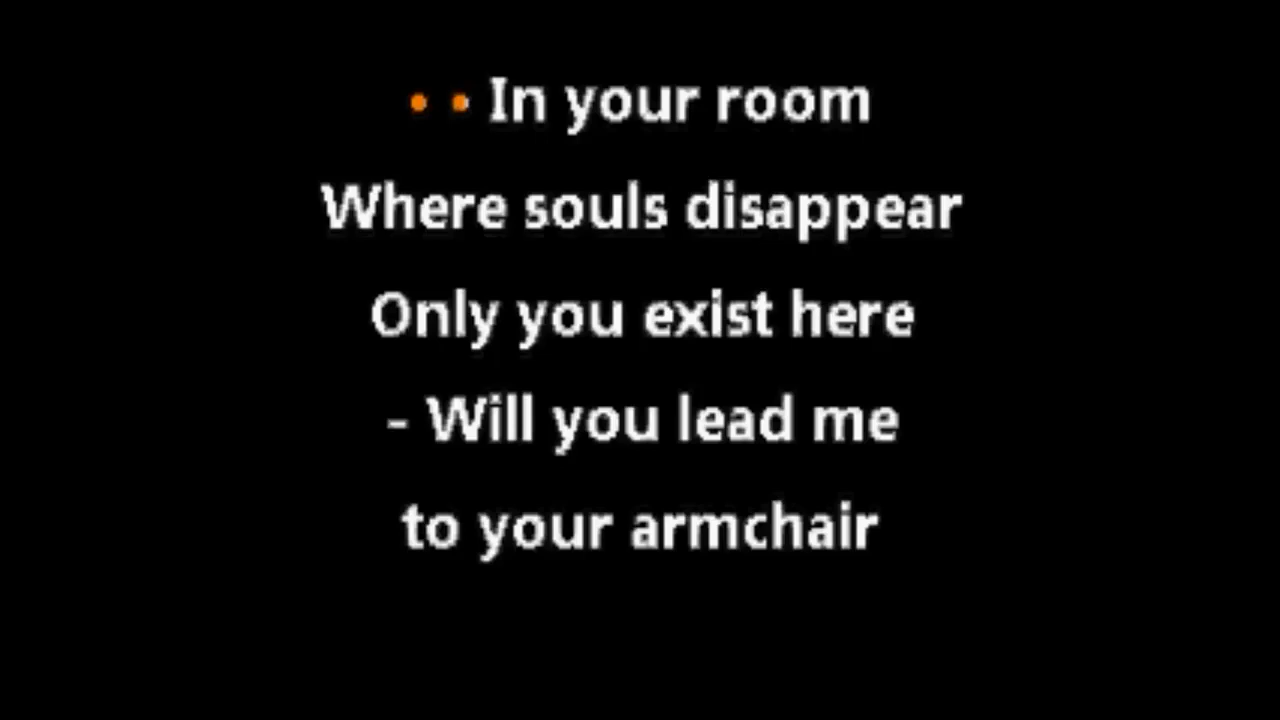 • • In your room
Where souls disappear
Only you exist here
- Will you lead me
to your armchair